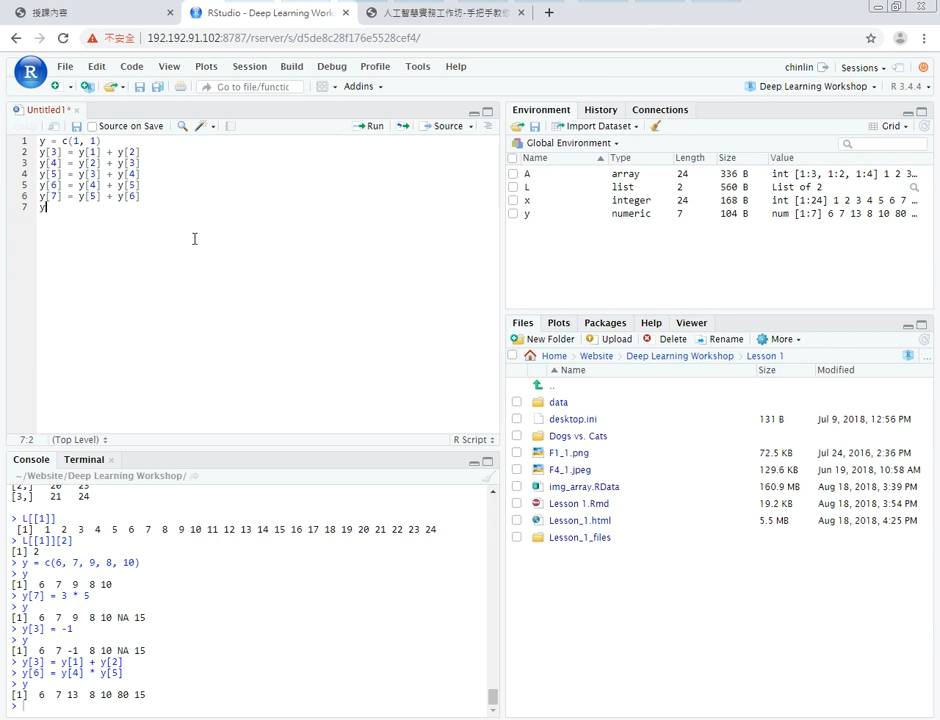 授課內容
RStudio - Deep Learning Work
人工智慧實務工作坊-手把手教
不安全
192.192.91.102:8787/rserver/s/d5de8c28f176e5528cef4/
File Edit Code View Plots Session Build Debug Profile Tools Help
chinlin Sessions
Go to file/functic Addins
Deep Learning Workshop R 3.4.4
Untitled1*
Source on Save Run Source
1 y = c(1, 1)
2 y[3] = y[1] + y[2]
3 y[4] = y[2] + y[3]
4 y[5] = y[3] + y[4]
5 y[6] = y[4] + y[5]
6 y[7] = y[5] + y[6]
7 y
7:2 (Top Level) R Script
Console Terminal
~/Website/Deep Learning Workshop/
[2,] 20 23
[3,] 21 24
> L[[1]]
[1] 1 2 3 4 5 6 7 8 9 10 11 12 13 14 15 16 17 18 19 20 21 22 23 24
> L[[1]][2]
[1] 2
> y = c(6, 7, 9, 8, 10)
> y
[1] 6 7 9 8 10
> y[7] = 3 * 5
> y
[1] 6 7 9 8 10 NA 15
> y[3] = -1
> y
[1] 6 7 -1 8 10 NA 15
> y[3] = y[1] + y[2]
> y[6] = y[4] * y[5]
> y
[1] 6 7 13 8 10 80 15
>
Environment History Connections
Import Dataset Grid
Global Environment
Name Type Length Size Value
A array 24 336 B int [1:3, 1:2, 1:4] 1 2 3…
L list 2 560 B List of 2
x integer 24 168 B int [1:24] 1 2 3 4 5 6 7 …
y numeric 7 104 B num [1:7] 6 7 13 8 10 80 …
Files Plots Packages Help Viewer
New Folder Upload Delete Rename More
Home Website Deep Learning Workshop Lesson 1
Name Size Modified
..
data
desktop.ini 131 B Jul 9, 2018, 12:56 PM
Dogs vs. Cats
F1_1.png 72.5 KB Jul 24, 2016, 2:36 PM
F4_1.jpeg 129.6 KB Jun 19, 2018, 10:58 AM
img_array.RData 160.9 MB Aug 18, 2018, 3:39 PM
Lesson 1.Rmd 19.2 KB Aug 18, 2018, 3:54 PM
Lesson_1.html 5.5 MB Aug 18, 2018, 4:25 PM
Lesson_1_files